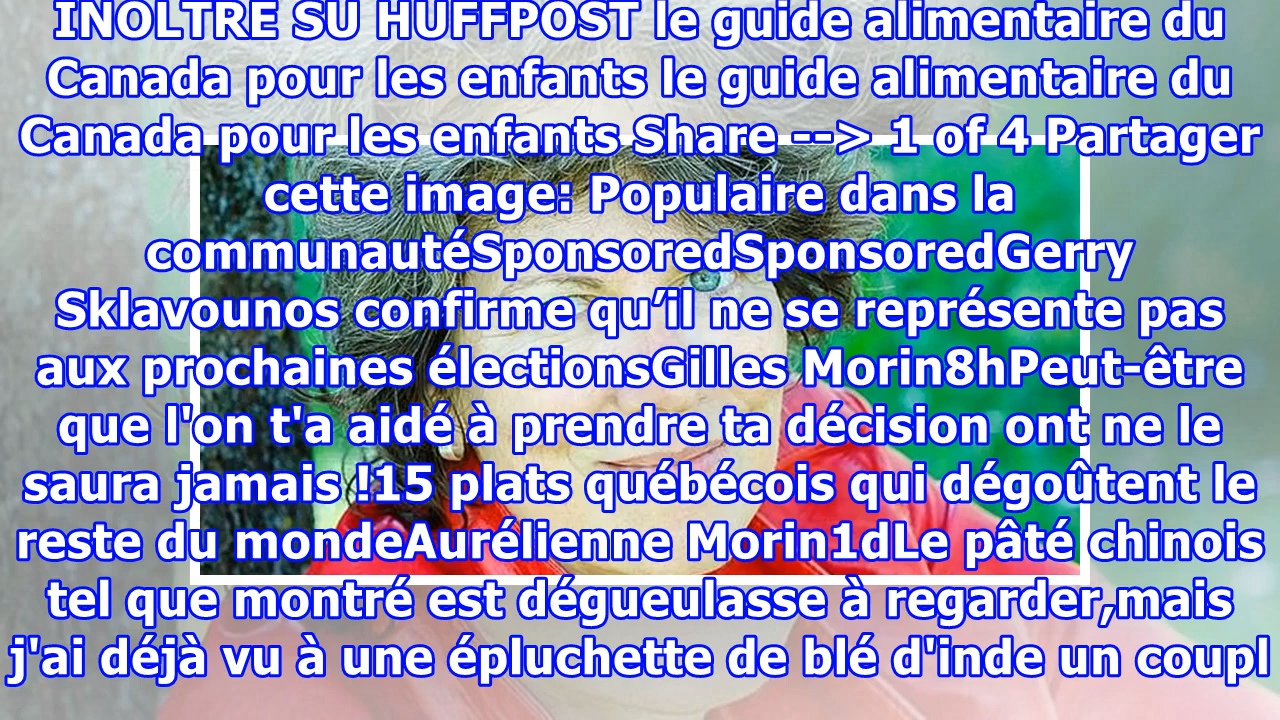 INOLTRE SU HUFFPOST le guide alimentaire du
Canada pour les enfants le guide alimentaire du
Canada pour les enfants Share --> 1 of 4 Partager
cette image: Populaire dans la
communautéSponsoredSponsoredGerry
Sklavounos confirme qu’il ne se représente pas
aux prochaines électionsGilles Morin8hPeut-être
que l'on t'a aidé à prendre ta décision ont ne le
saura jamais !15 plats québécois qui dégoûtent le
reste du mondeAurélienne Morin1dLe pâté chinois
tel que montré est dégueulasse à regarder,mais
j'ai déjà vu à une épluchette de blé d'inde un coupl